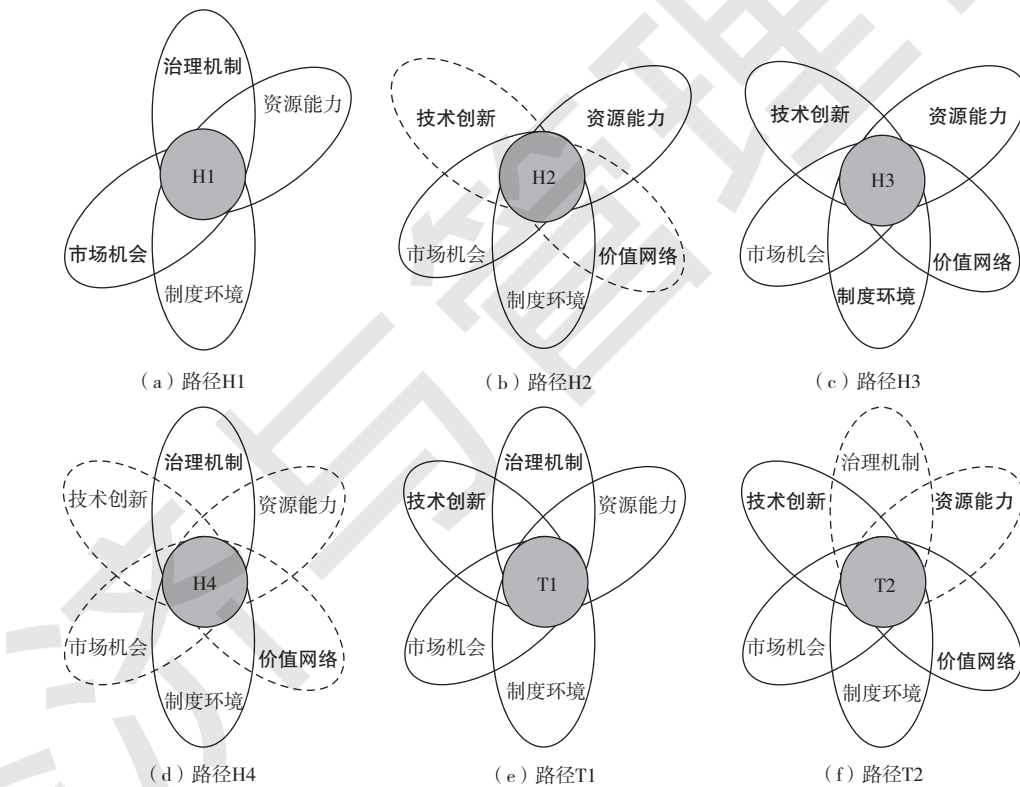 治理机制
资源能力
H1
市场机会
制度环境
（a）路径H1
技术创新
资源能力
H2
市场机会
价值网络
制度环境
（b）路径H2
技术创新
资源能力
H3
市场机会
价值网络
制度环境
（c）路径H3
治理机制
技术创新
资源能力
H4
市场机会
价值网络
制度环境
（d）路径H4
治理机制
技术创新
资源能力
T1
市场机会
制度环境
（e）路径T1
治理机制
技术创新
资源能力
T2
市场机会
价值网络
制度环境
（f）路径T2